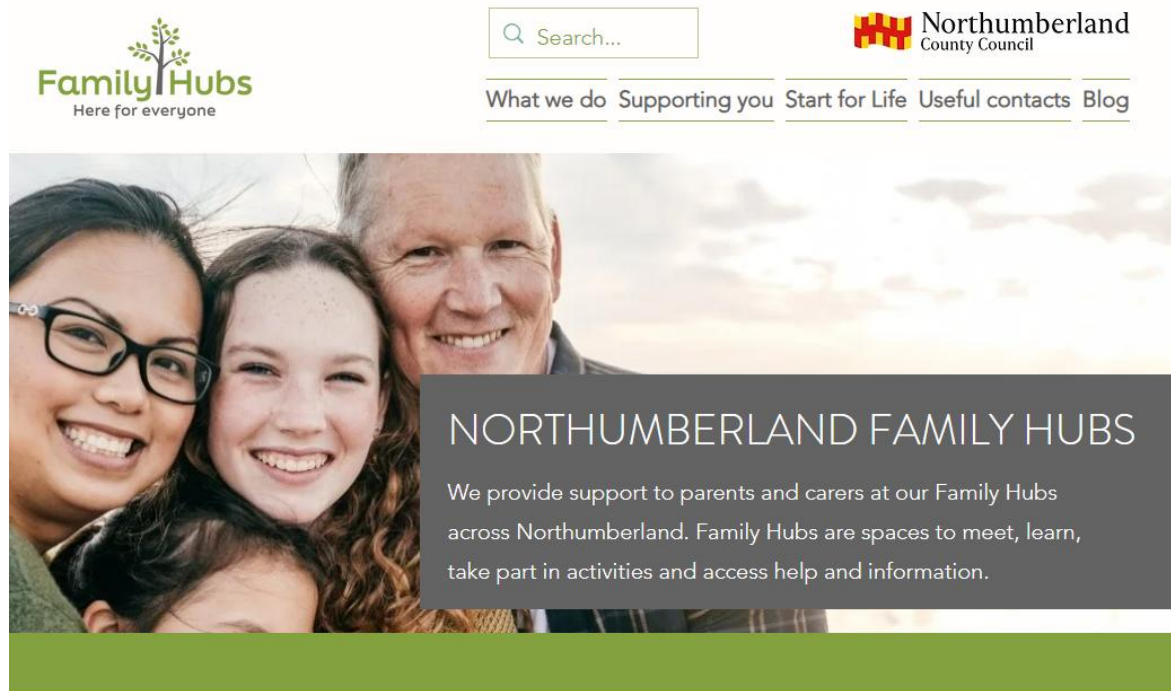 Family Hubs
Here for everyone
Search...
Northumberland
County Council
What we do Supporting you Start for Life Useful contacts Blog
NORTHUMBERLAND FAMILY HUBS
We provide support to parents and carers at our Family Hubs
across Northumberland. Family Hubs are spaces to meet, learn,
take part in activities and access help and information.